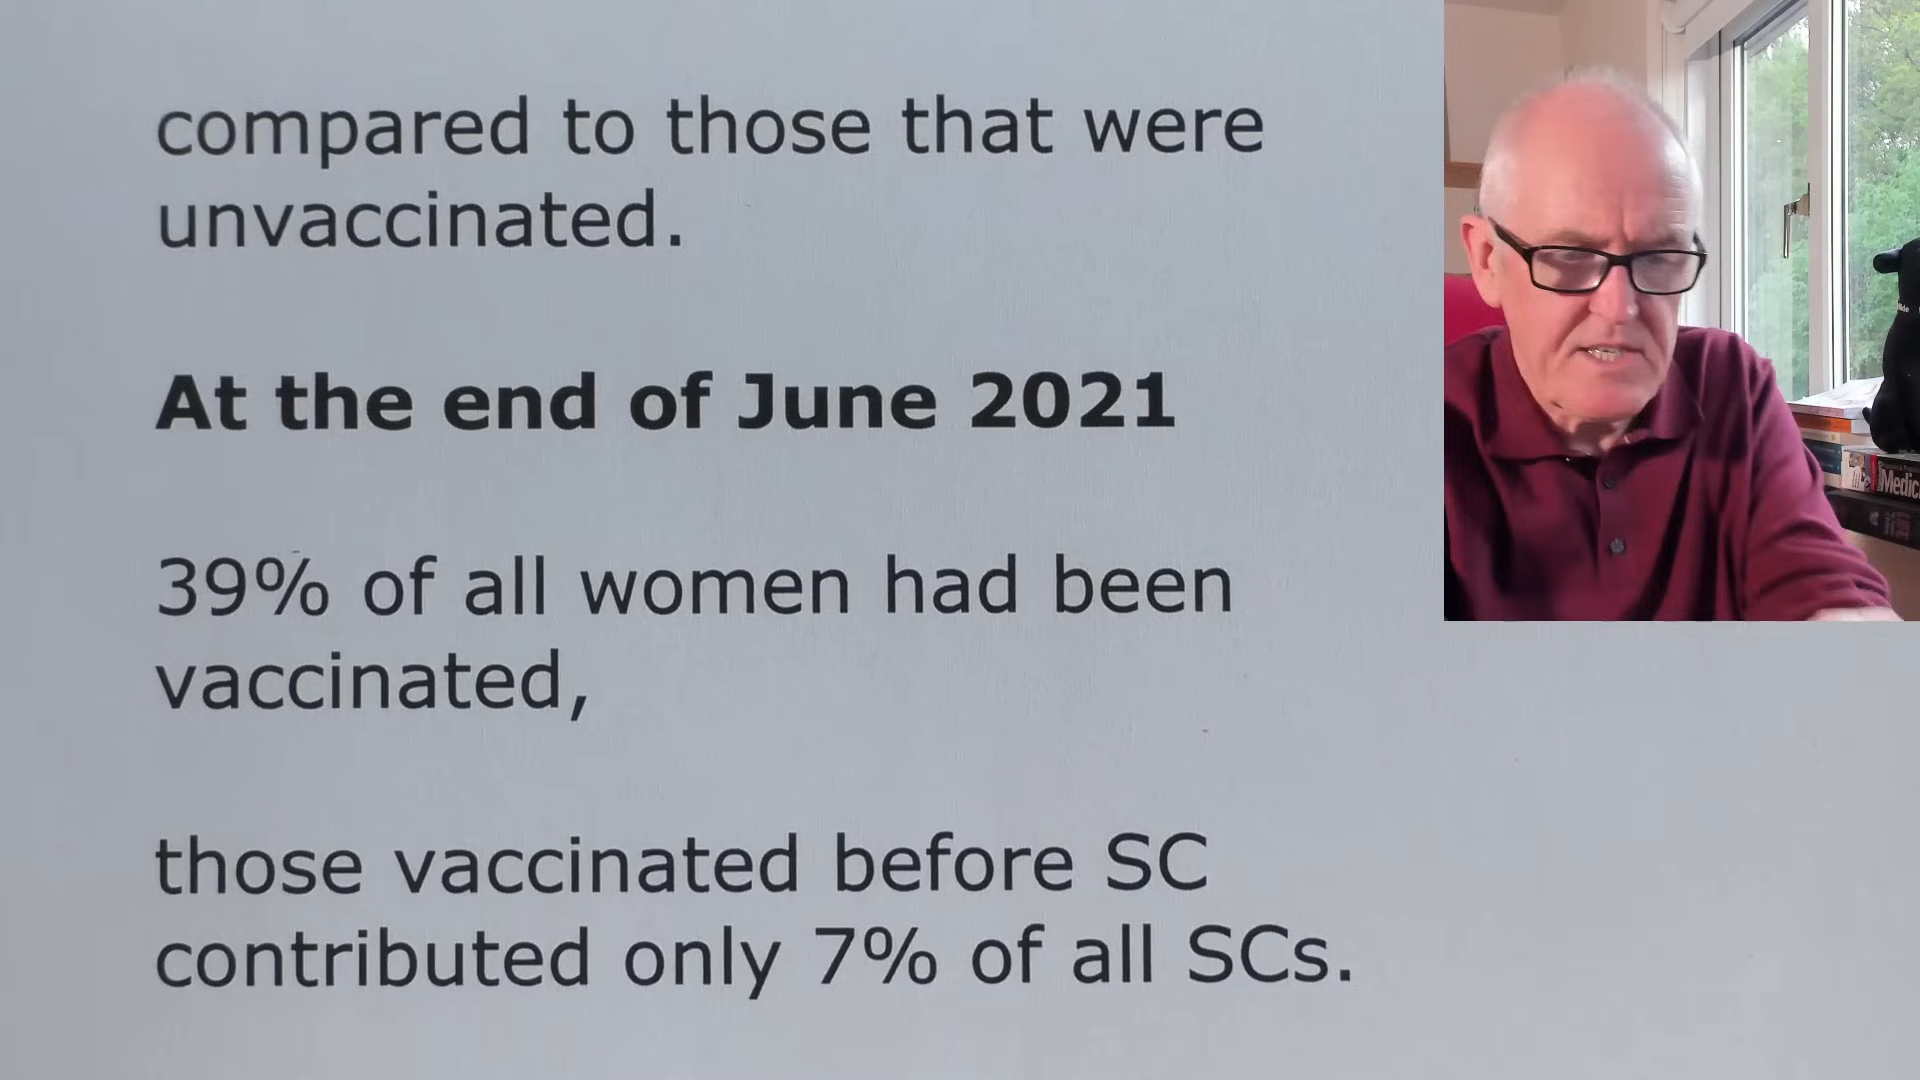 compared to those that were
unvaccinated.
At the end of June 2021
39% of all women had been
vaccinated,
those vaccinated before SC
contributed only 7% of all SCs.
Medic